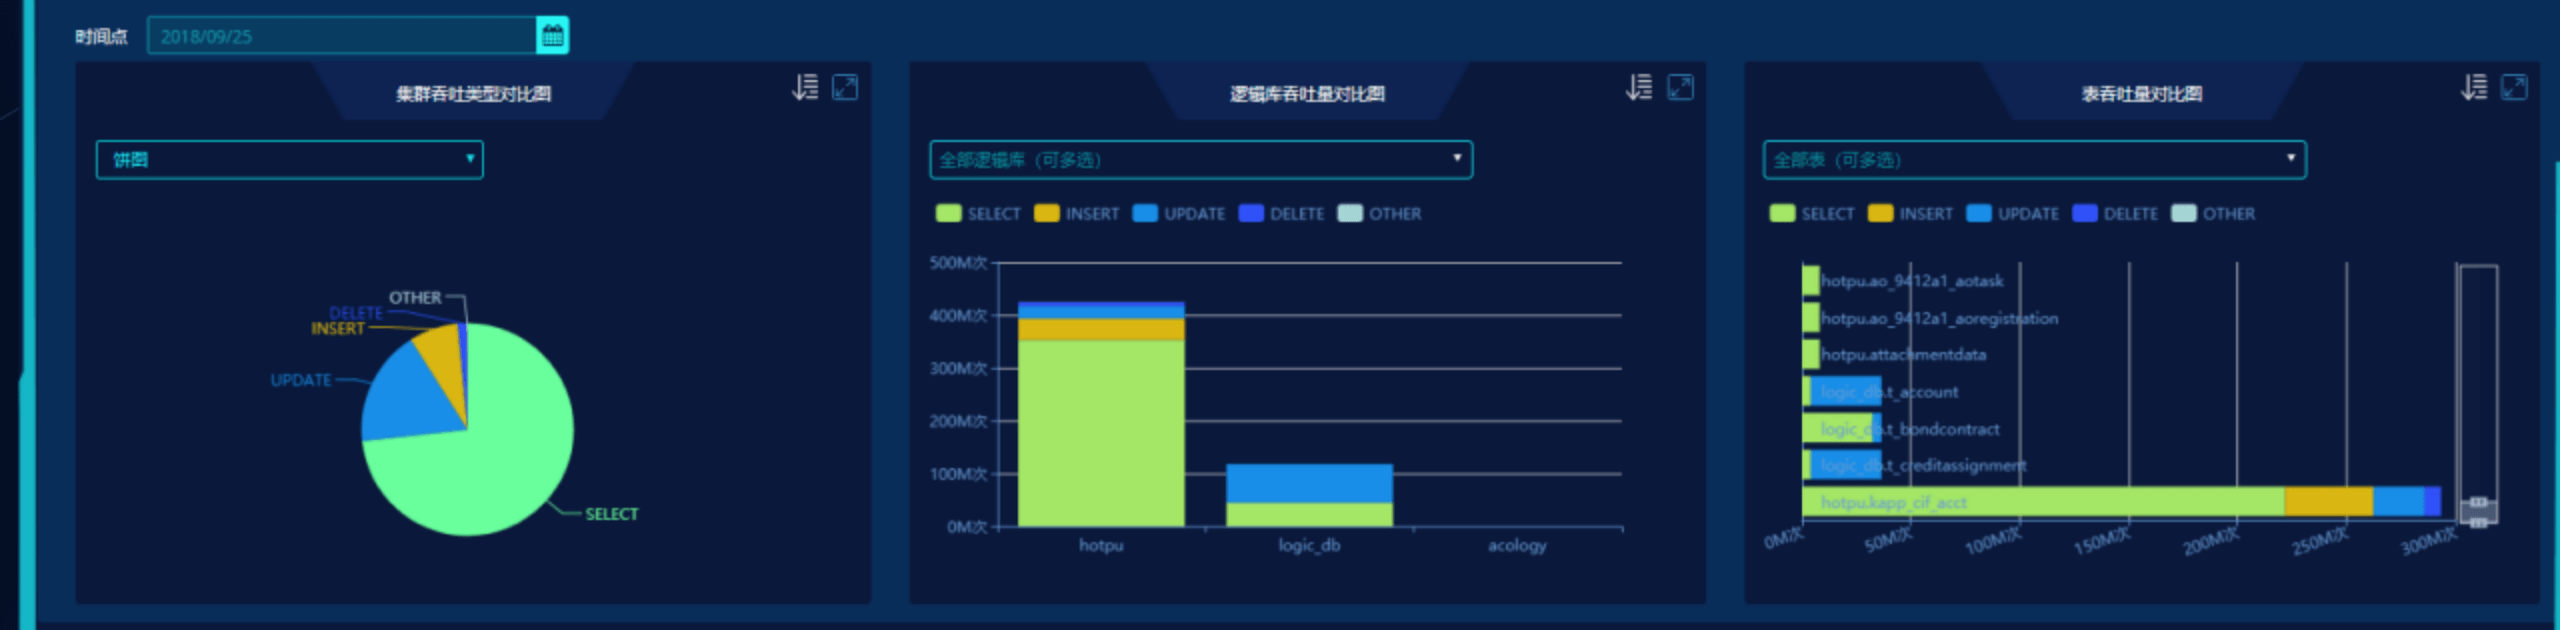 时间点 2018/09/25
集群吞吐类型对比图
饼图
OTHER
DELETE
INSERT
UPDATE
SELECT
逻辑库吞吐量对比图
全部逻辑库（可多选）
SELECT INSERT UPDATE DELETE OTHER
500M次
400M次
300M次
200M次
100M次
0M次
hotpu logic_db acology
表吞吐量对比图
全部表（可多选）
SELECT INSERT UPDATE DELETE OTHER
hotpu.ao_9412a1_aotask
hotpu.ao_9412a1_aoregistration
hotpu.attachmentdata
logic_db.t_account
logic_db.t_bondcontract
logic_db.t_creditassignment
hotpu.kapp_cif_acct
0M次 50M次 100M次 150M次 200M次 250M次 300M次